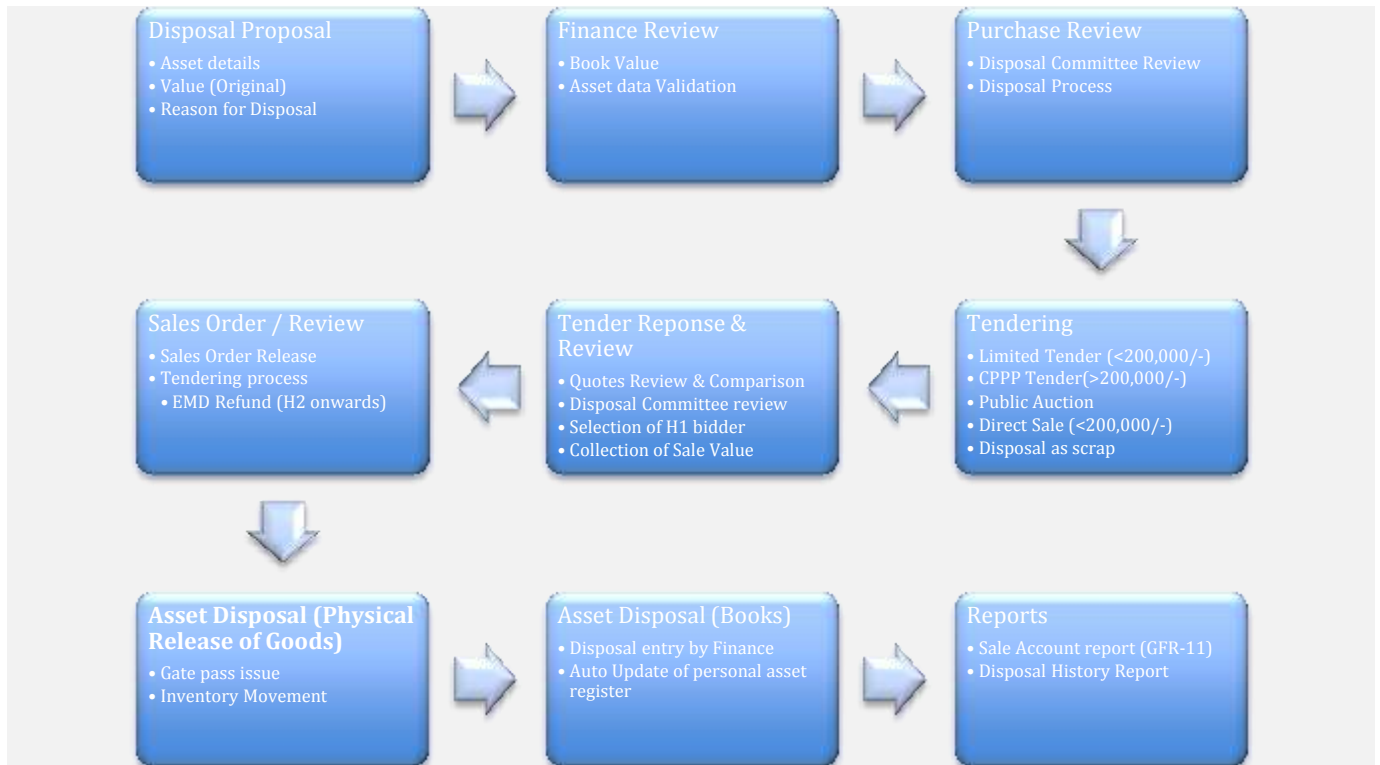 Disposal Proposal
• Asset details
• Value (Original)
• Reason for Disposal
Finance Review
• Book Value
• Asset data Validation
Purchase Review
• Disposal Committee Review
• Disposal Process
Tendering
• Limited Tender (<200,000/-)
• CPPP Tender(>200,000/-)
• Public Auction
• Direct Sale (<200,000/-)
• Disposal as scrap
Tender Reponse &
Review
• Quotes Review & Comparison
• Disposal Committee review
• Selection of H1 bidder
• Collection of Sale Value
Sales Order / Review
• Sales Order Release
• Tendering process
• EMD Refund (H2 onwards)
Asset Disposal (Physical
Release of Goods)
• Gate pass issue
• Inventory Movement
Asset Disposal (Books)
• Disposal entry by Finance
• Auto Update of personal asset
register
Reports
• Sale Account report (GFR-11)
• Disposal History Report